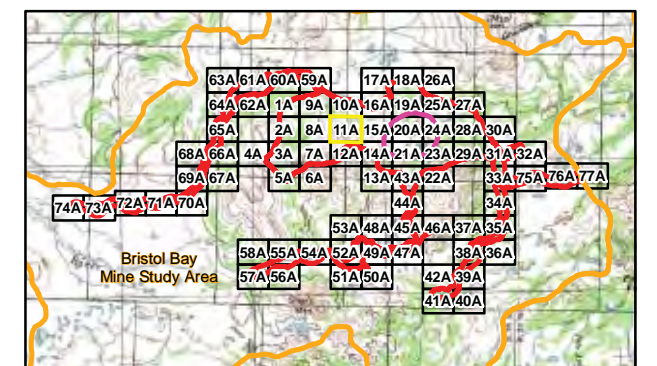 63A 61A 60A 59A 17A 18A 26A
64A 62A 1A 9A 10A 16A 19A 25A 27A
65A 2A 8A 11A 15A 20A 24A 28A 30A
68A 66A 4A 3A 7A 12A 14A 21A 23A 29A 31A 32A
69A 67A 5A 6A 13A 43A 22A 33A 75A 76A 77A
74A 73A 72A 71A 70A 44A 34A
53A 48A 45A 46A 37A 35A
58A 55A 54A 52A 49A 47A 38A 36A
Bristol Bay
Mine Study Area
57A 56A 51A 50A 42A 39A
41A 40A